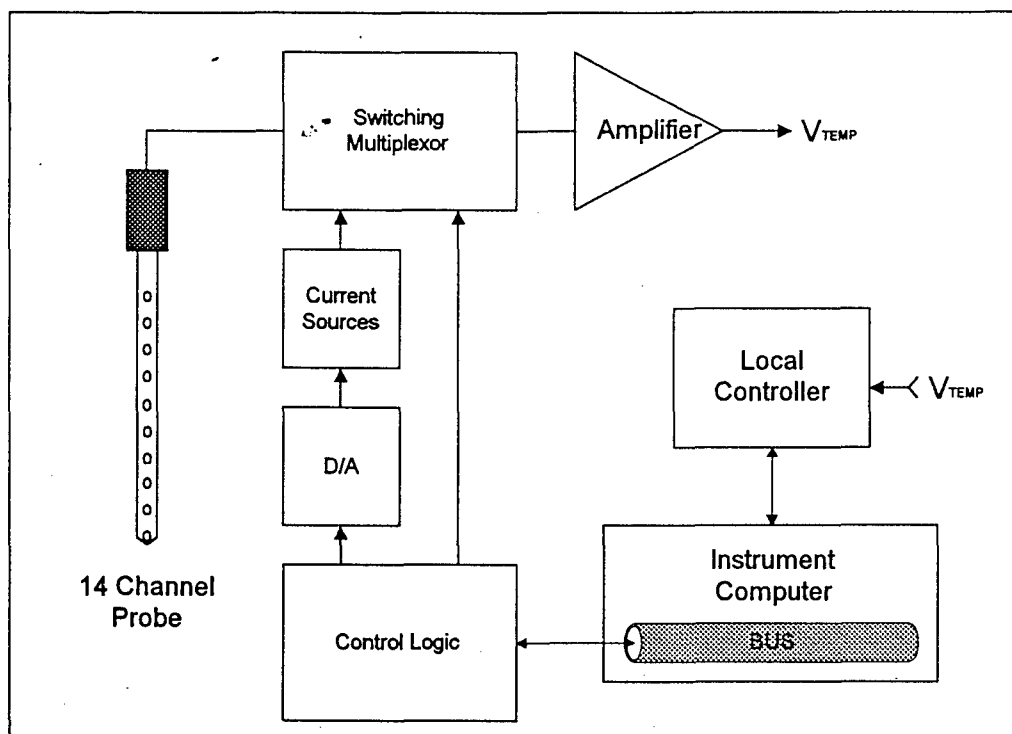 Switching
Multiplexor
Amplifier
VTEMP
Current
Sources
Local
Controller
VTEMP
D/A
14 Channel
Probe
Control Logic
Instrument
Computer
BUS